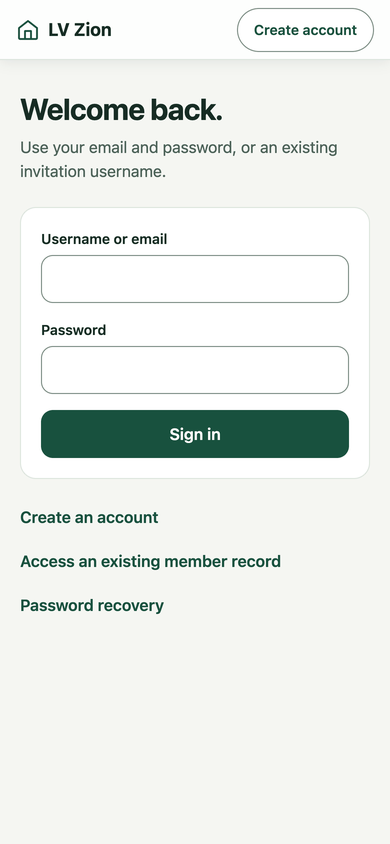 LV Zion
Create account
Welcome back.
Use your email and password, or an existing
invitation username.
Username or email
Password
Sign in
Create an account
Access an existing member record
Password recovery